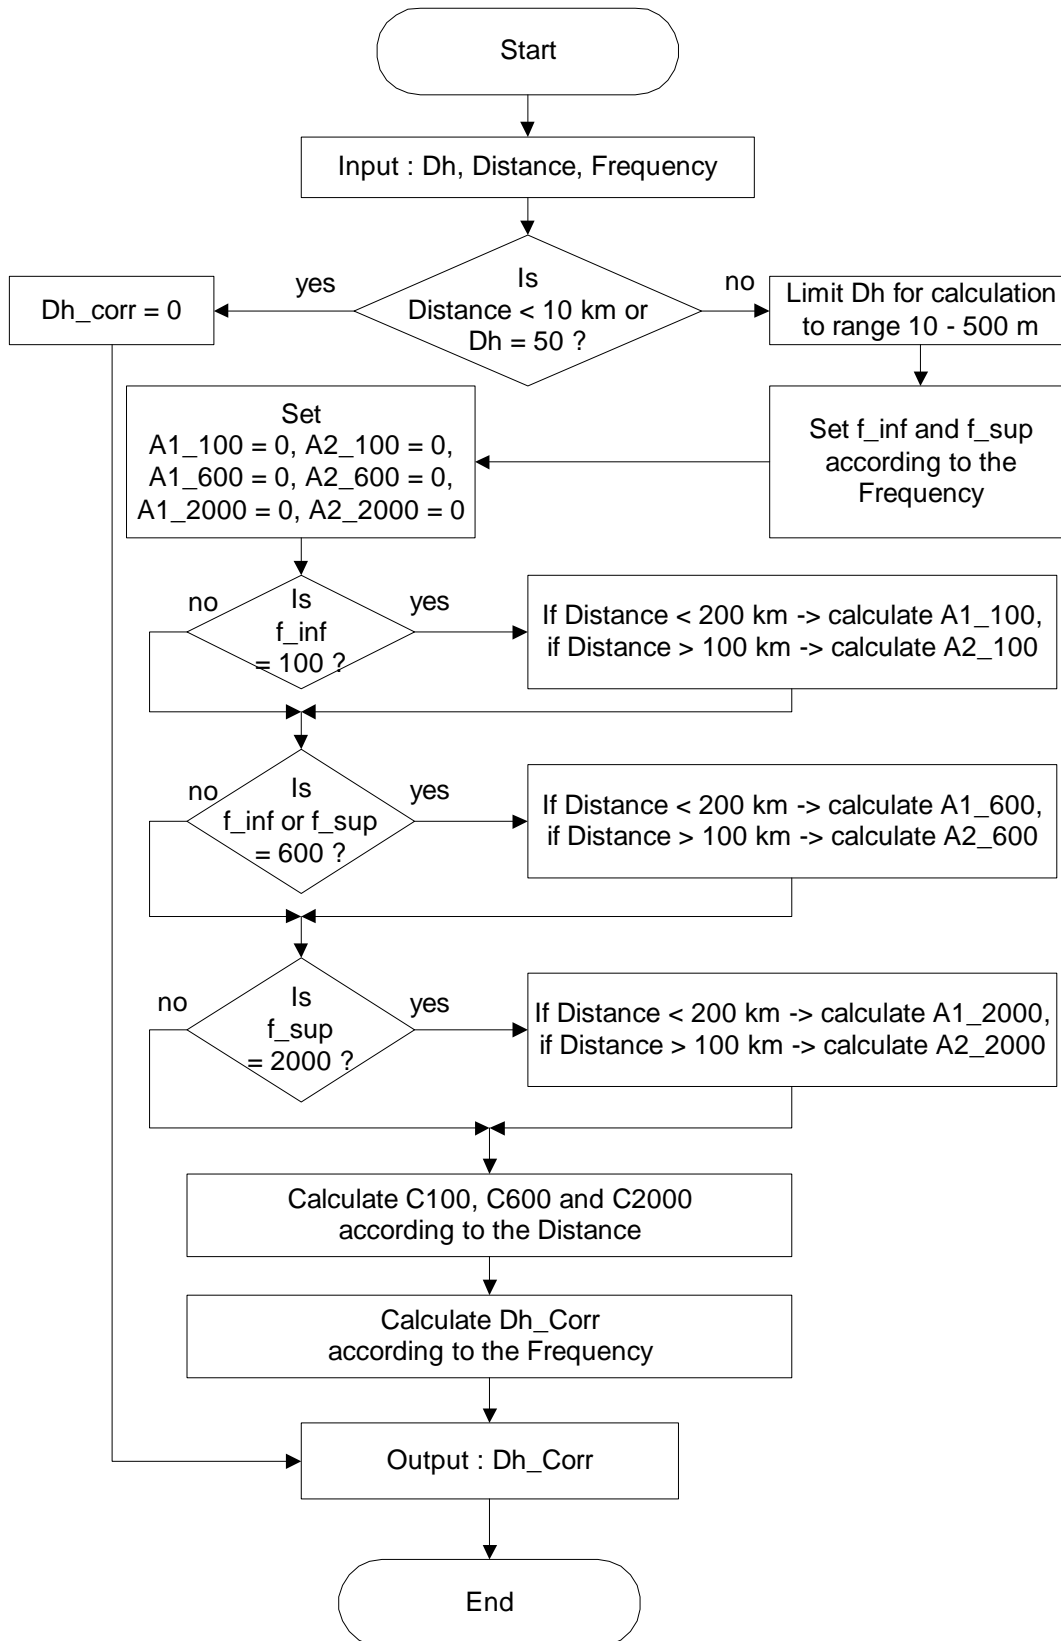 Start
Input : Dh, Distance, Frequency
Is
Distance < 10 km or
Dh = 50 ?
yes
no
Dh_corr = 0
Limit Dh for calculation
to range 10 - 500 m
Set f_inf and f_sup
according to the
Frequency
Set
A1_100 = 0, A2_100 = 0,
A1_600 = 0, A2_600 = 0,
A1_2000 = 0, A2_2000 = 0
no
Is
f_inf
= 100 ?
yes
If Distance < 200 km -> calculate A1_100,
if Distance > 100 km -> calculate A2_100
no
Is
f_inf or f_sup
= 600 ?
yes
If Distance < 200 km -> calculate A1_600,
if Distance > 100 km -> calculate A2_600
no
Is
f_sup
= 2000 ?
yes
If Distance < 200 km -> calculate A1_2000,
if Distance > 100 km -> calculate A2_2000
Calculate C100, C600 and C2000
according to the Distance
Calculate Dh_Corr
according to the Frequency
Output : Dh_Corr
End